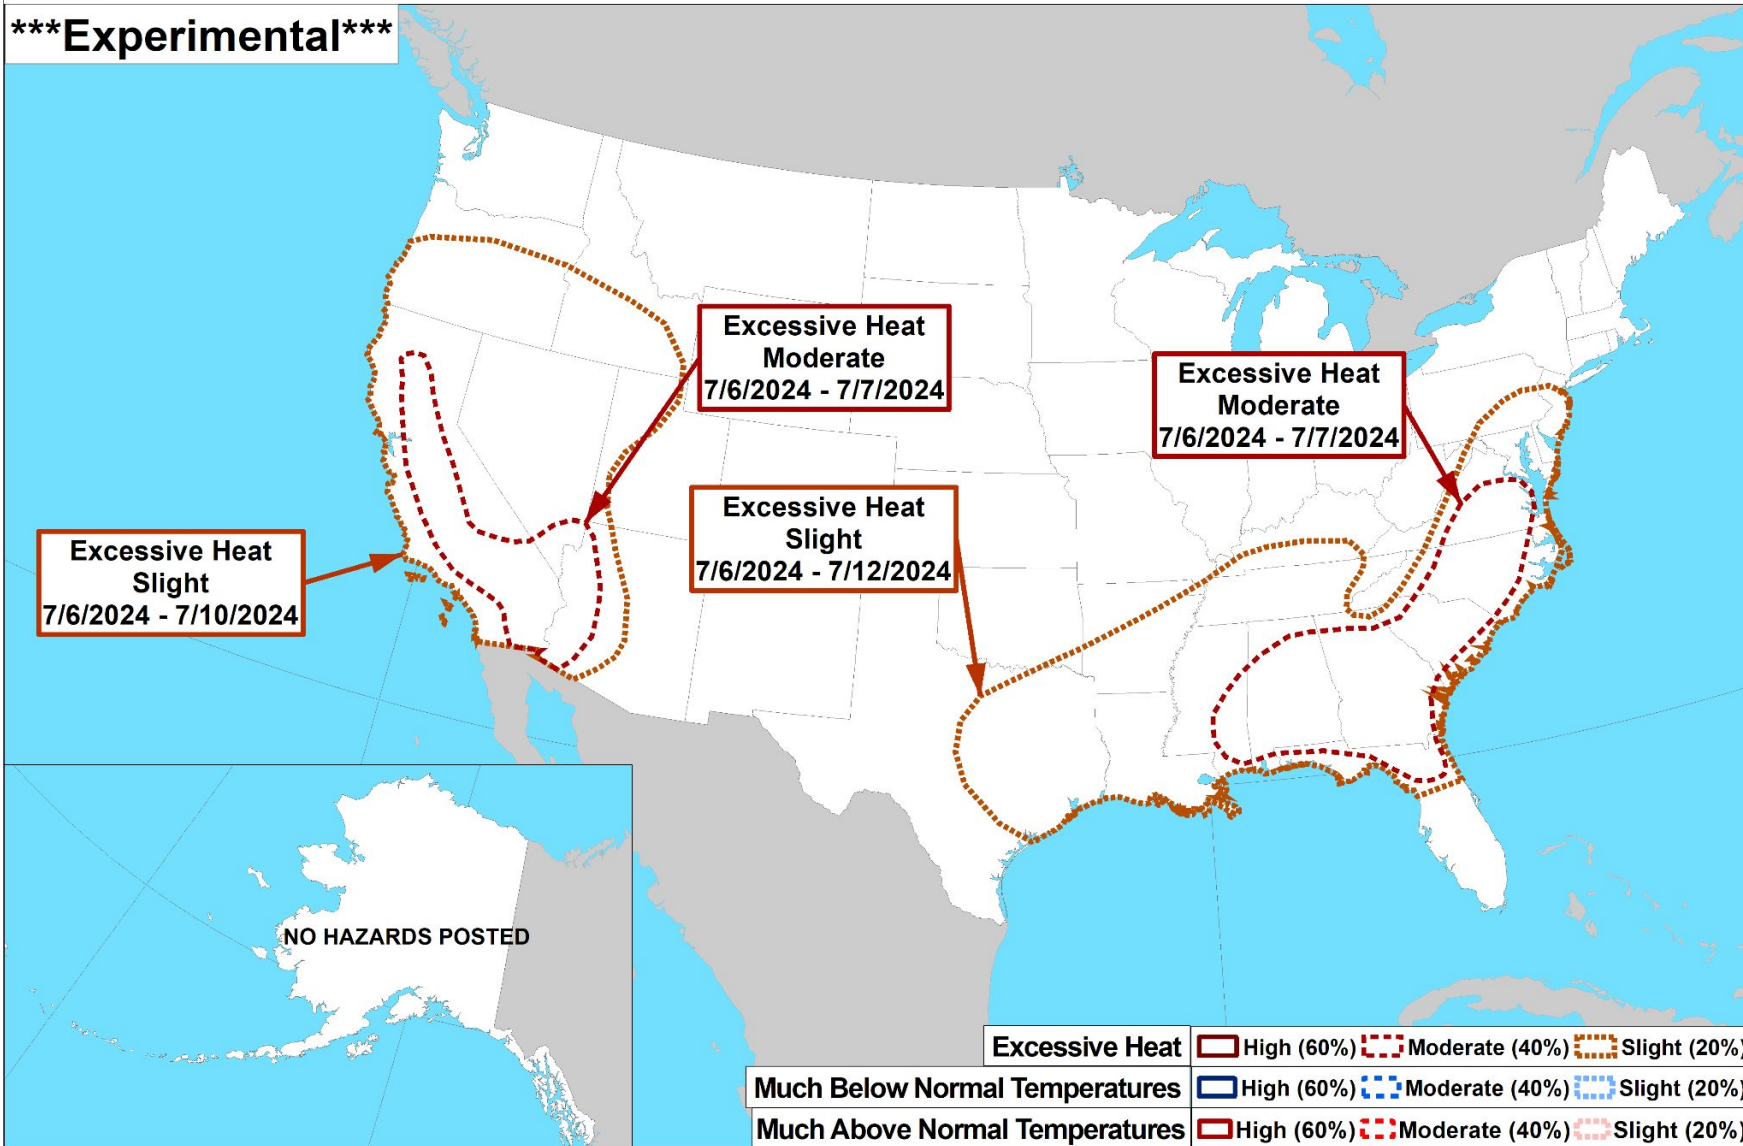 ***Experimental***
Excessive Heat
Moderate
7/6/2024 - 7/7/2024
Excessive Heat
Moderate
7/6/2024 - 7/7/2024
Excessive Heat
Slight
7/6/2024 - 7/12/2024
Excessive Heat
Slight
7/6/2024 - 7/10/2024
NO HAZARDS POSTED
Excessive Heat High (60%) Moderate (40%) Slight (20%)
Much Below Normal Temperatures High (60%) Moderate (40%) Slight (20%)
Much Above Normal Temperatures High (60%) Moderate (40%) Slight (20%)